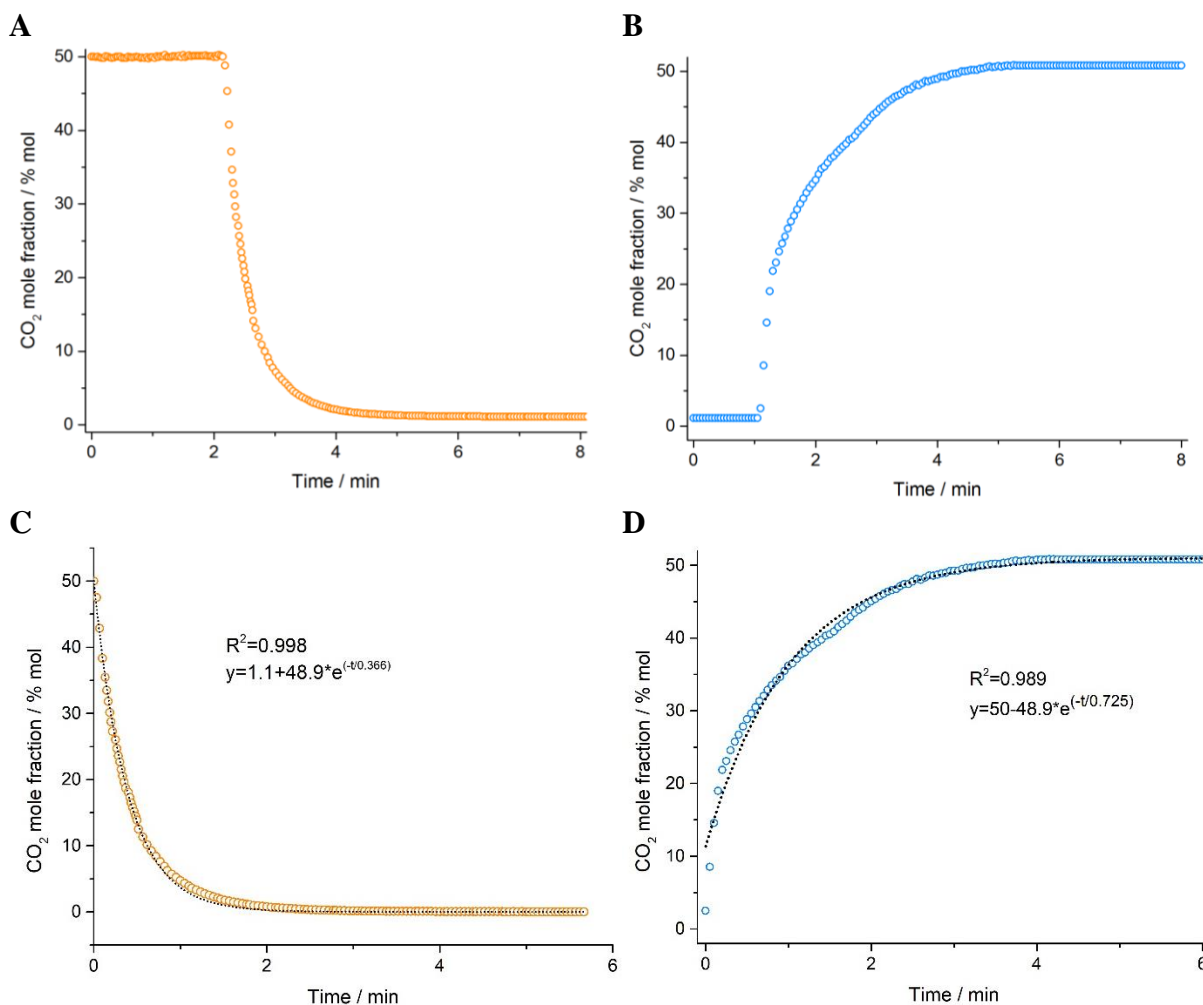 A
CO₂ mole fraction / % mol
50
40
30
20
10
0
0 2 4 6 8
Time / min
B
CO₂ mole fraction / % mol
50
40
30
20
10
0
0 2 4 6 8
Time / min
C
CO₂ mole fraction / % mol
50
40
30
20
10
0
R²=0.998
y=1.1+48.9*e^(-t/0.366)
0 2 4 6
Time / min
D
CO₂ mole fraction / % mol
50
40
30
20
10
0
R²=0.989
y=50-48.9*e^(-t/0.725)
0 2 4 6
Time / min